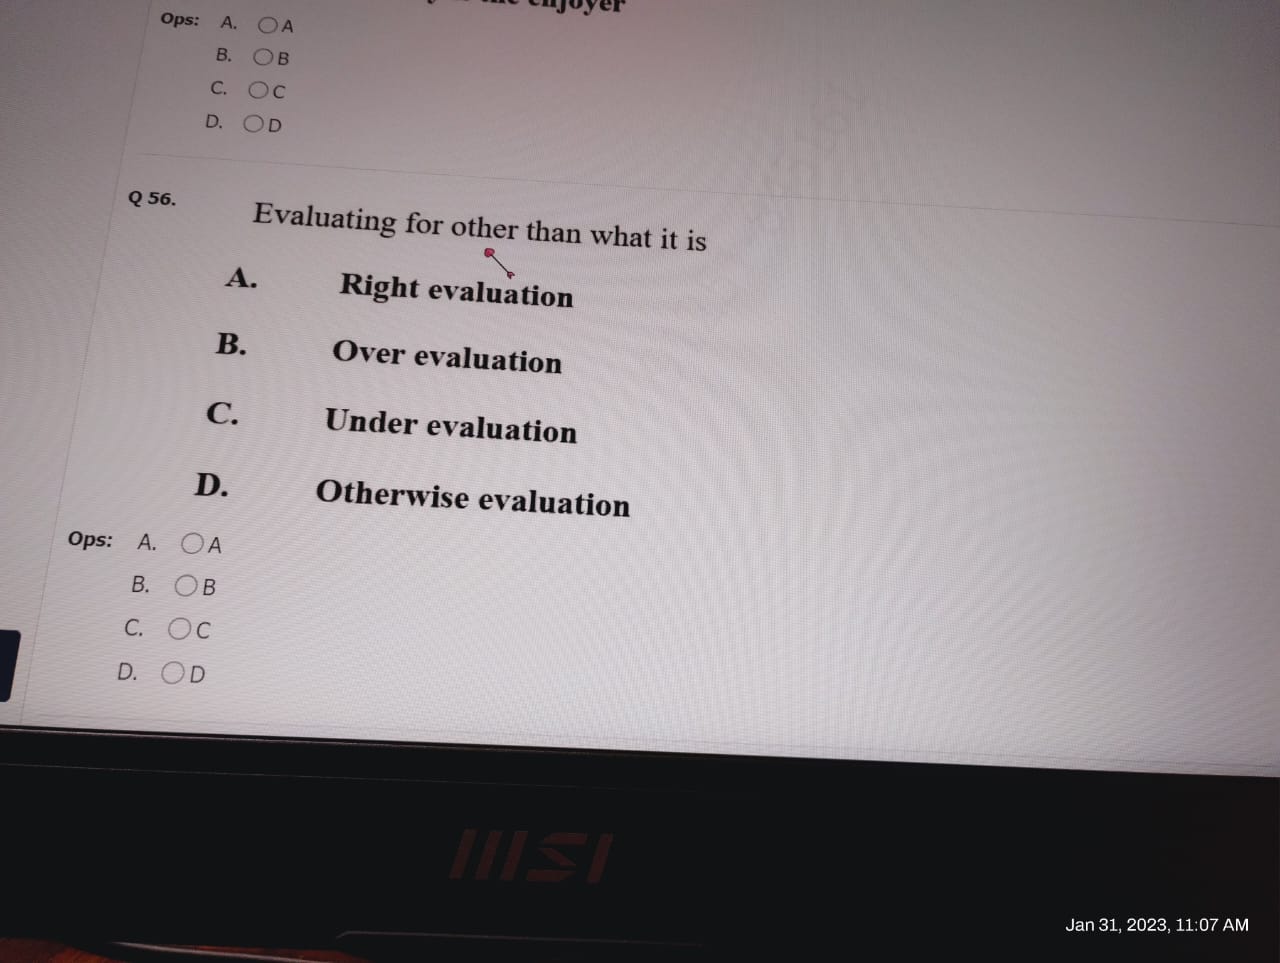 enjoyer
Ops: A. A
B. B
C. C
D. D
Q 56. Evaluating for other than what it is
A. Right evaluation
B. Over evaluation
C. Under evaluation
D. Otherwise evaluation
Ops: A. A
B. B
C. C
D. D
msi
Jan 31, 2023, 11:07 AM